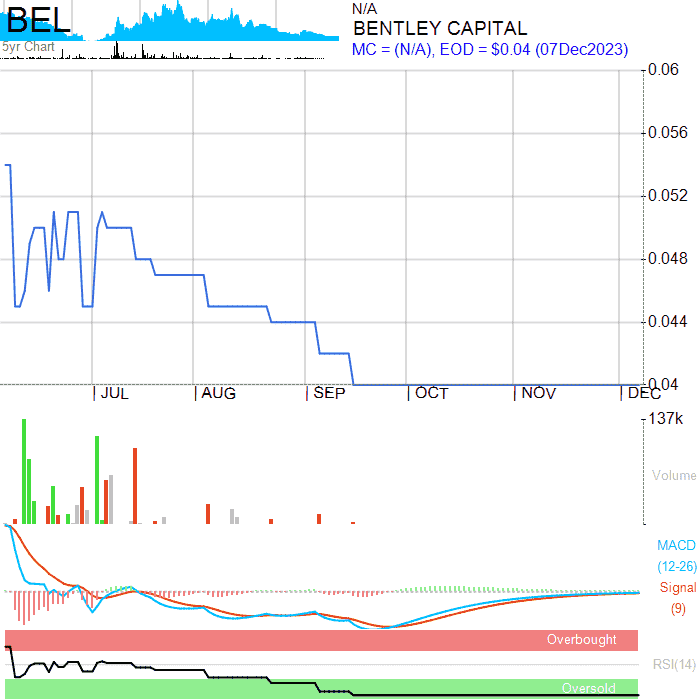 BEL
5yr Chart
N/A
BENTLEY CAPITAL
MC = (N/A), EOD = $0.04 (07Dec2023)
0.06
0.056
0.052
0.048
0.044
0.04
JUL AUG SEP OCT NOV DEC
137k
Volume
MACD
(12-26)
Signal
(9)
Overbought
RSI(14)
Oversold